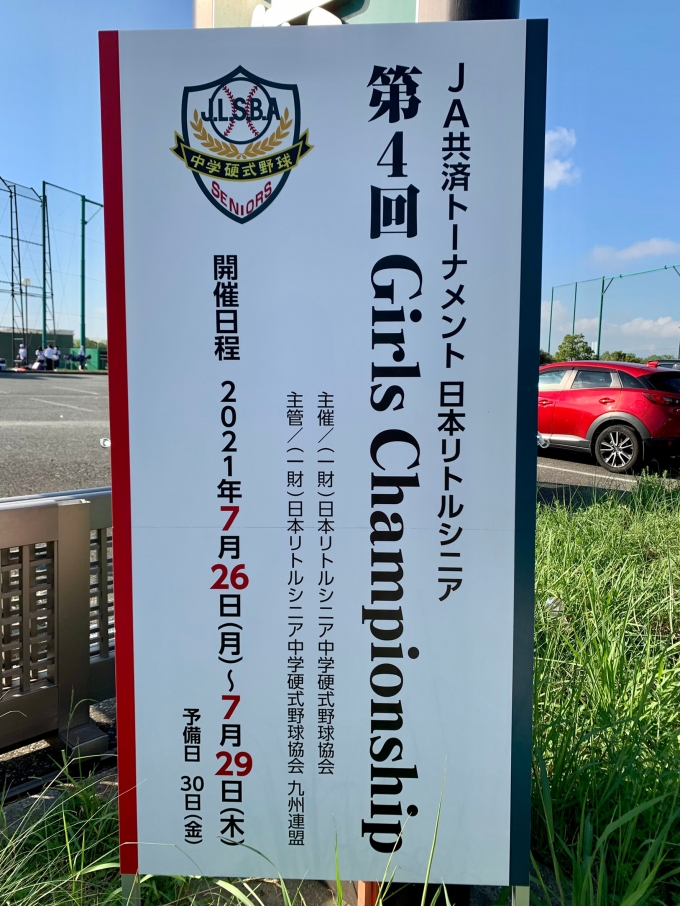 JA共済トーナメント 日本リトルシニア
第4回 Girls Championship
主催/(一財)日本リトルシニア中学硬式野球協会
主管/(一財)日本リトルシニア中学硬式野球協会 九州連盟
開催日程 2021年7月26日(月)~7月29日(木)
予備日 30日(金)
J.L.S.B.A
中学硬式野球
SENIORS